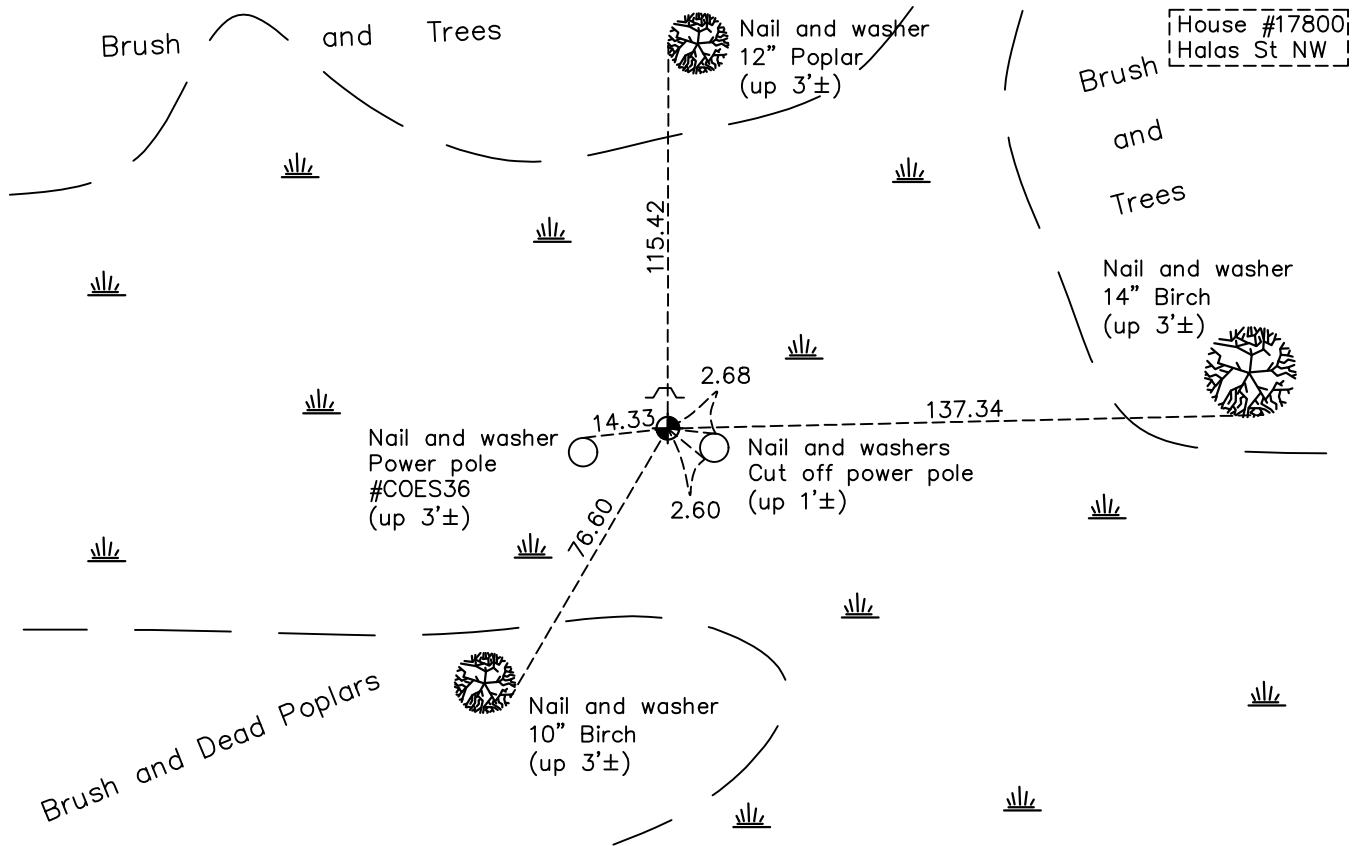 Brush and Trees
Nail and washer
12" Poplar
(up 3'±)
House #17800
Halas St NW
Brush
and
Trees
115.42
Nail and washer
14" Birch
(up 3'±)
2.68
14.33
137.34
Nail and washer
Power pole
#COES36
(up 3'±)
Nail and washers
Cut off power pole
(up 1'±)
2.60
76.60
Brush and Dead Poplars
Nail and washer
10" Birch
(up 3'±)